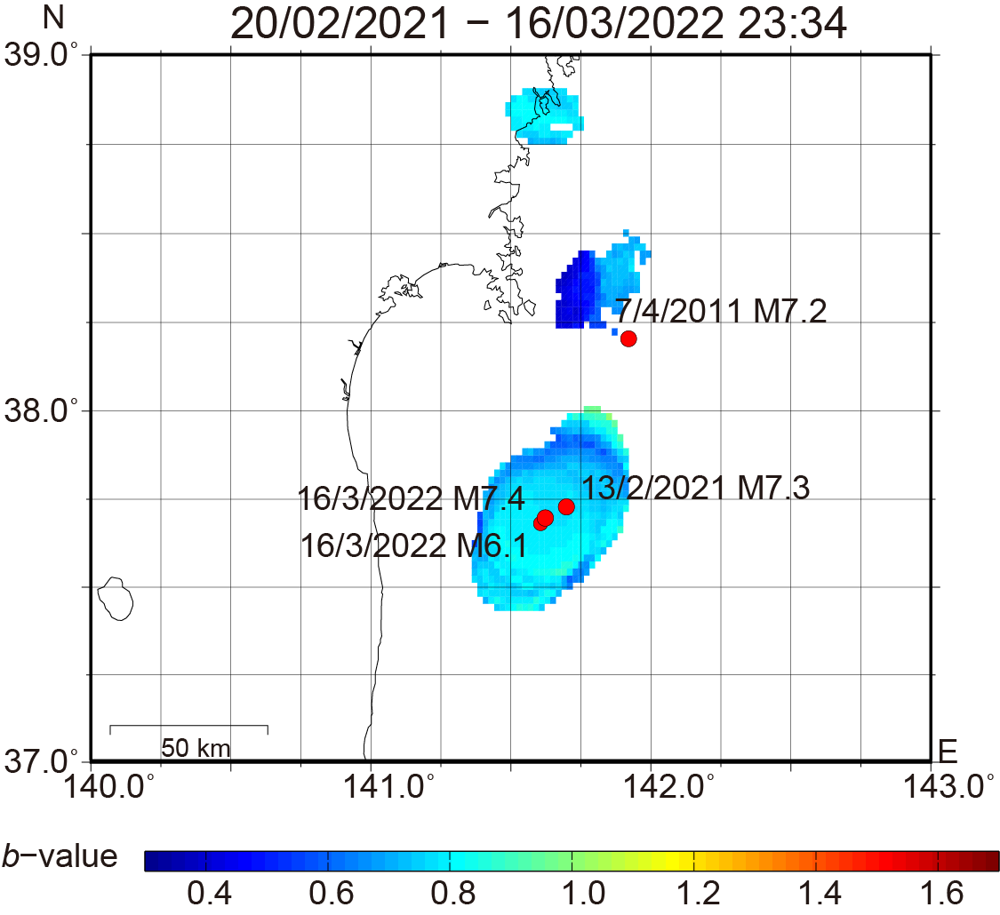 N
20/02/2021 − 16/03/2022 23:34
39.0°
7/4/2011 M7.2
38.0°
13/2/2021 M7.3
16/3/2022 M7.4
16/3/2022 M6.1
50 km
37.0°
E
140.0° 141.0° 142.0° 143.0°
b−value
0.4 0.6 0.8 1.0 1.2 1.4 1.6